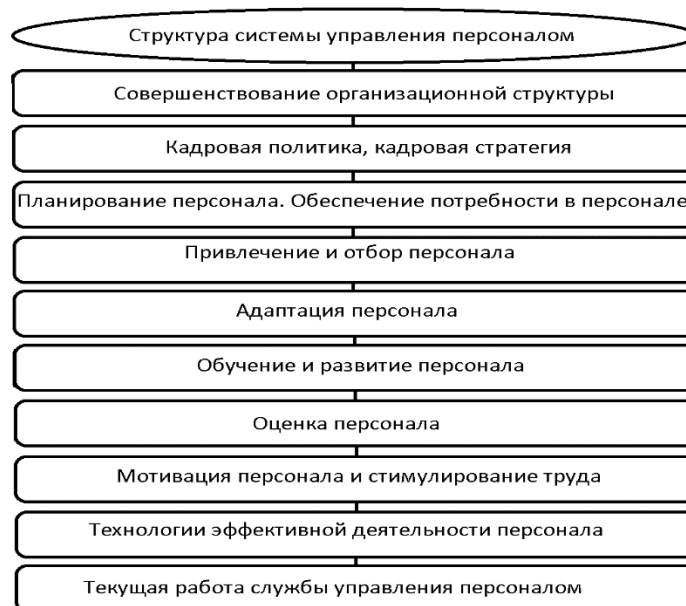 Структура системы управления персоналом
Совершенствование организационной структуры
Кадровая политика, кадровая стратегия
Планирование персонала. Обеспечение потребности в персонале
Привлечение и отбор персонала
Адаптация персонала
Обучение и развитие персонала
Оценка персонала
Мотивация персонала и стимулирование труда
Технологии эффективной деятельности персонала
Текущая работа службы управления персоналом